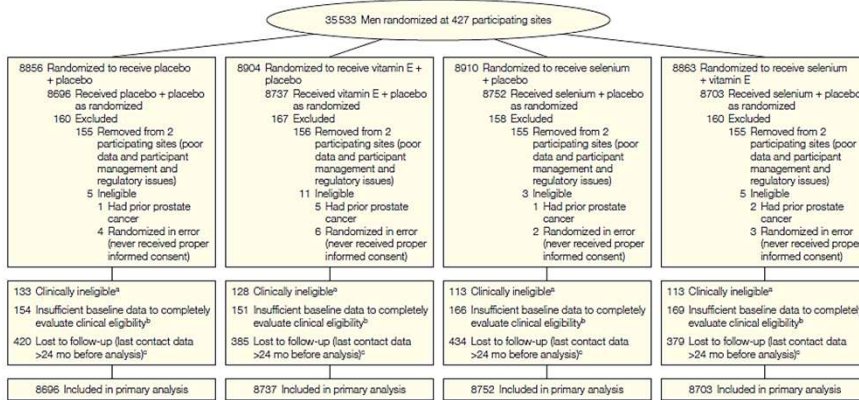 35533 Men randomized at 427 participating sites
8856 Randomized to receive placebo
+ placebo
8696 Received placebo + placebo
as randomized
160 Excluded
155 Removed from 2
participating sites (poor
data and participant
management and
regulatory issues)
5 Ineligible
1 Had prior prostate
cancer
4 Randomized in error
(never received proper
informed consent)
8904 Randomized to receive vitamin E +
placebo
8737 Received vitamin E + placebo
as randomized
167 Excluded
156 Removed from 2
participating sites (poor
data and participant
management and
regulatory issues)
11 Ineligible
5 Had prior prostate
cancer
6 Randomized in error
(never received proper
informed consent)
8910 Randomized to receive selenium +
placebo
8752 Received selenium + placebo
as randomized
158 Excluded
155 Removed from 2
participating sites (poor
data and participant
management and
regulatory issues)
3 Ineligible
1 Had prior prostate
cancer
2 Randomized in error
(never received proper
informed consent)
8863 Randomized to receive selenium
+ vitamin E
8703 Received selenium + placebo
as randomized
160 Excluded
155 Removed from 2
participating sites (poor
data and participant
management and
regulatory issues)
5 Ineligible
2 Had prior prostate
cancer
3 Randomized in error
(never received proper
informed consent)
133 Clinically ineligibleᵃ
154 Insufficient baseline data to completely
evaluate clinical eligibilityᵇ
420 Lost to follow-up (last contact data
>24 mo before analysis)ᶜ
128 Clinically ineligibleᵃ
151 Insufficient baseline data to completely
evaluate clinical eligibilityᵇ
385 Lost to follow-up (last contact data
>24 mo before analysis)ᶜ
113 Clinically ineligibleᵃ
166 Insufficient baseline data to completely
evaluate clinical eligibilityᵇ
434 Lost to follow-up (last contact data
>24 mo before analysis)ᶜ
113 Clinically ineligibleᵃ
169 Insufficient baseline data to completely
evaluate clinical eligibilityᵇ
379 Lost to follow-up (last contact data
>24 mo before analysis)ᶜ
8696 Included in primary analysis
8737 Included in primary analysis
8752 Included in primary analysis
8703 Included in primary analysis